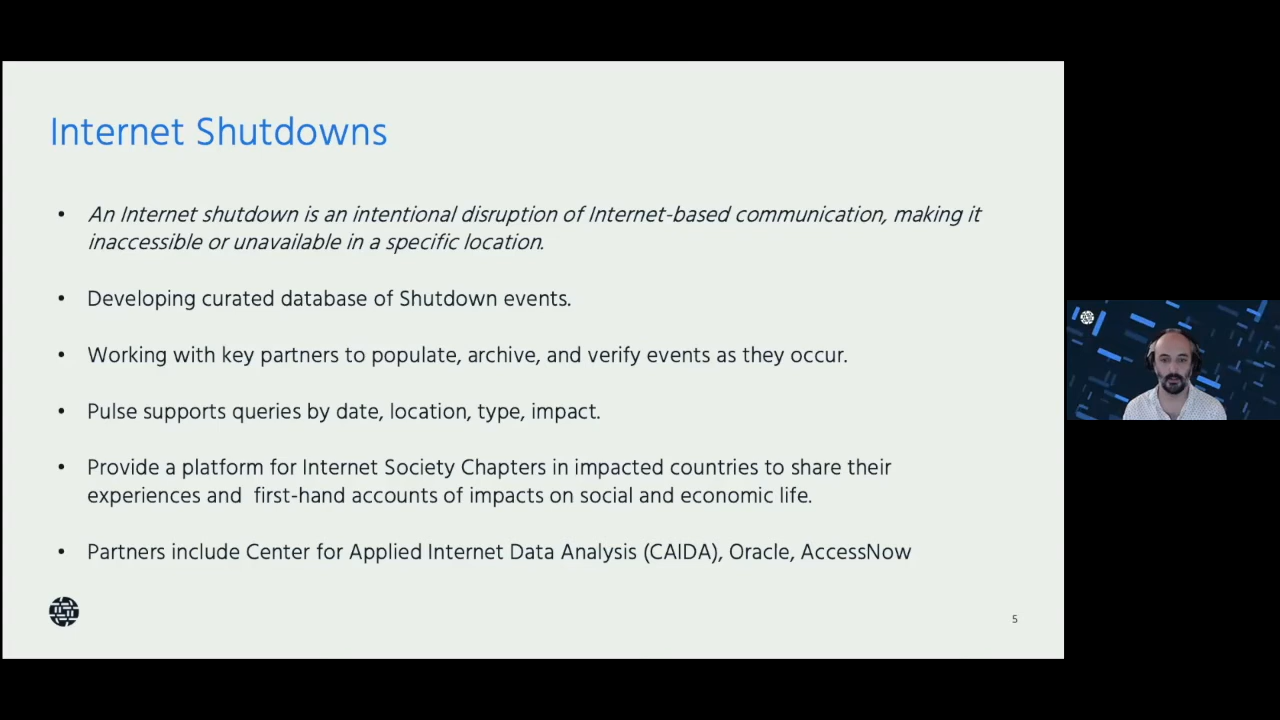 Internet Shutdowns
• An Internet shutdown is an intentional disruption of Internet-based communication, making it
inaccessible or unavailable in a specific location.
• Developing curated database of Shutdown events.
• Working with key partners to populate, archive, and verify events as they occur.
• Pulse supports queries by date, location, type, impact.
• Provide a platform for Internet Society Chapters in impacted countries to share their
experiences and  first-hand accounts of impacts on social and economic life.
• Partners include Center for Applied Internet Data Analysis (CAIDA), Oracle, AccessNow
5